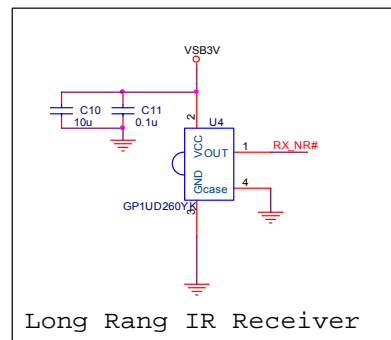 VSB3V
C10
10u
C11
0.1u
2
U4
VCC
OUT
1
RX_NR#
GND
Gcase
4
3
GP1UD260YK
Long Rang IR Receiver